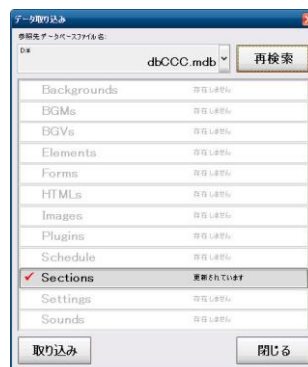 データ取り込み
参照先データベースファイル名:
D:¥
dbCCC.mdb
再検索
Backgrounds 存在しません
BGMs 存在しません
BGVs 存在しません
Elements 存在しません
Forms 存在しません
HTMLs 存在しません
Images 存在しません
Plugins 存在しません
Schedule 存在しません
Sections 更新されています
Settings 存在しません
Sounds 存在しません
取り込み 閉じる